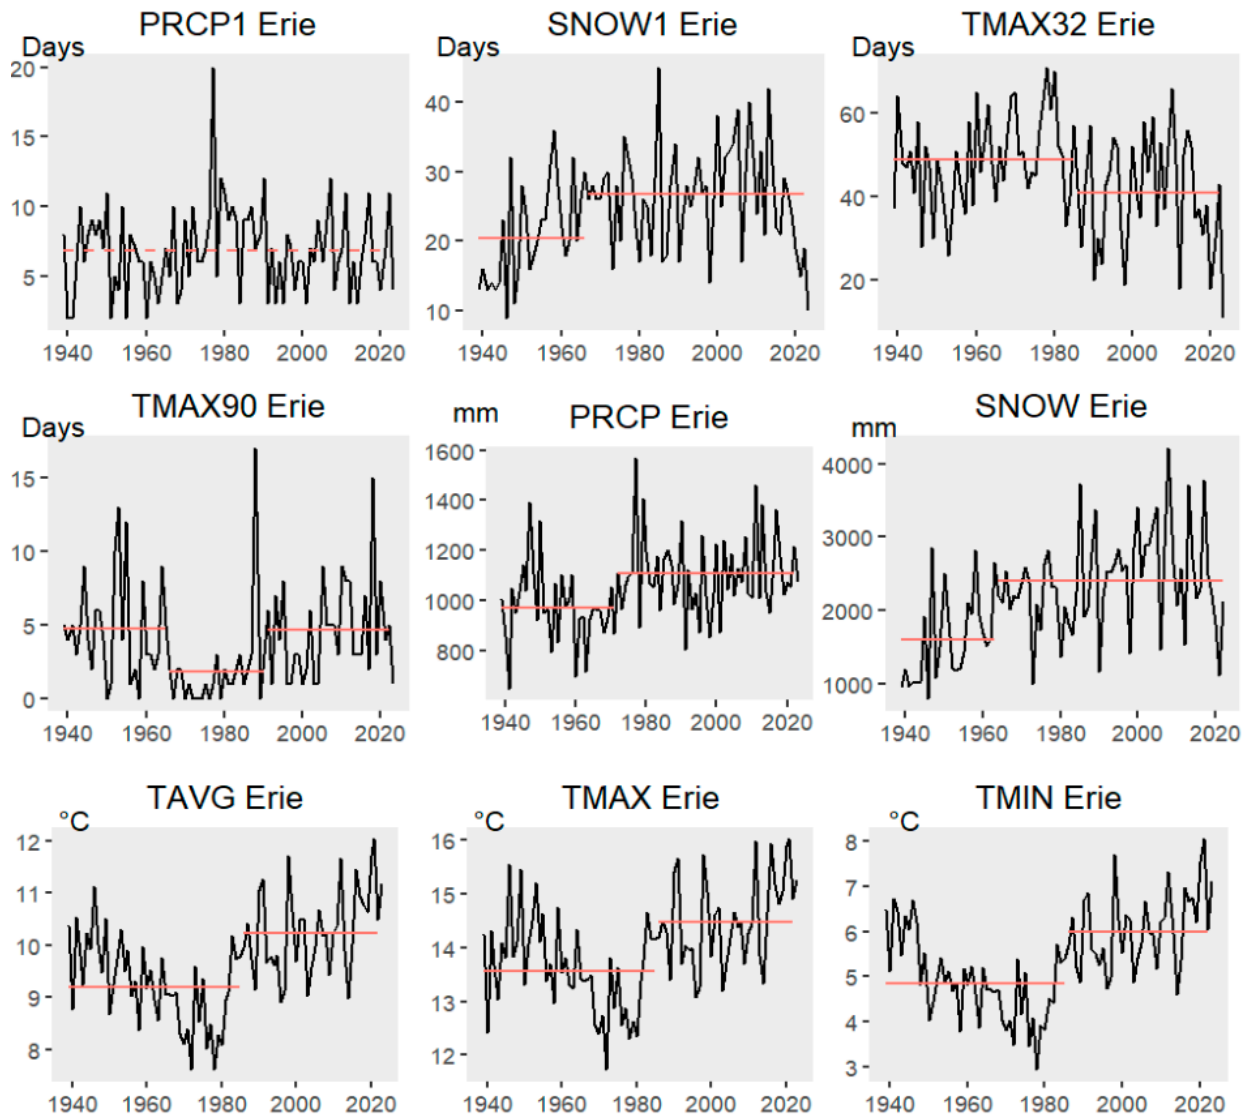 PRCP1 Erie
Days
20
15
10
5
1940 1960 1980 2000 2020
SNOW1 Erie
40
30
20
10
1940 1960 1980 2000 2020
TMAX32 Erie
Days
60
40
20
1940 1960 1980 2000 2020
TMAX90 Erie
Days
15
10
5
0
1940 1960 1980 2000 2020
PRCP Erie
mm
1600
1400
1200
1000
800
1940 1960 1980 2000 2020
SNOW Erie
mm
4000
3000
2000
1000
1940 1960 1980 2000 2020
TAVG Erie
°C
12
11
10
9
8
1940 1960 1980 2000 2020
TMAX Erie
°C
16
15
14
13
12
1940 1960 1980 2000 2020
TMIN Erie
°C
8
7
6
5
4
3
1940 1960 1980 2000 2020